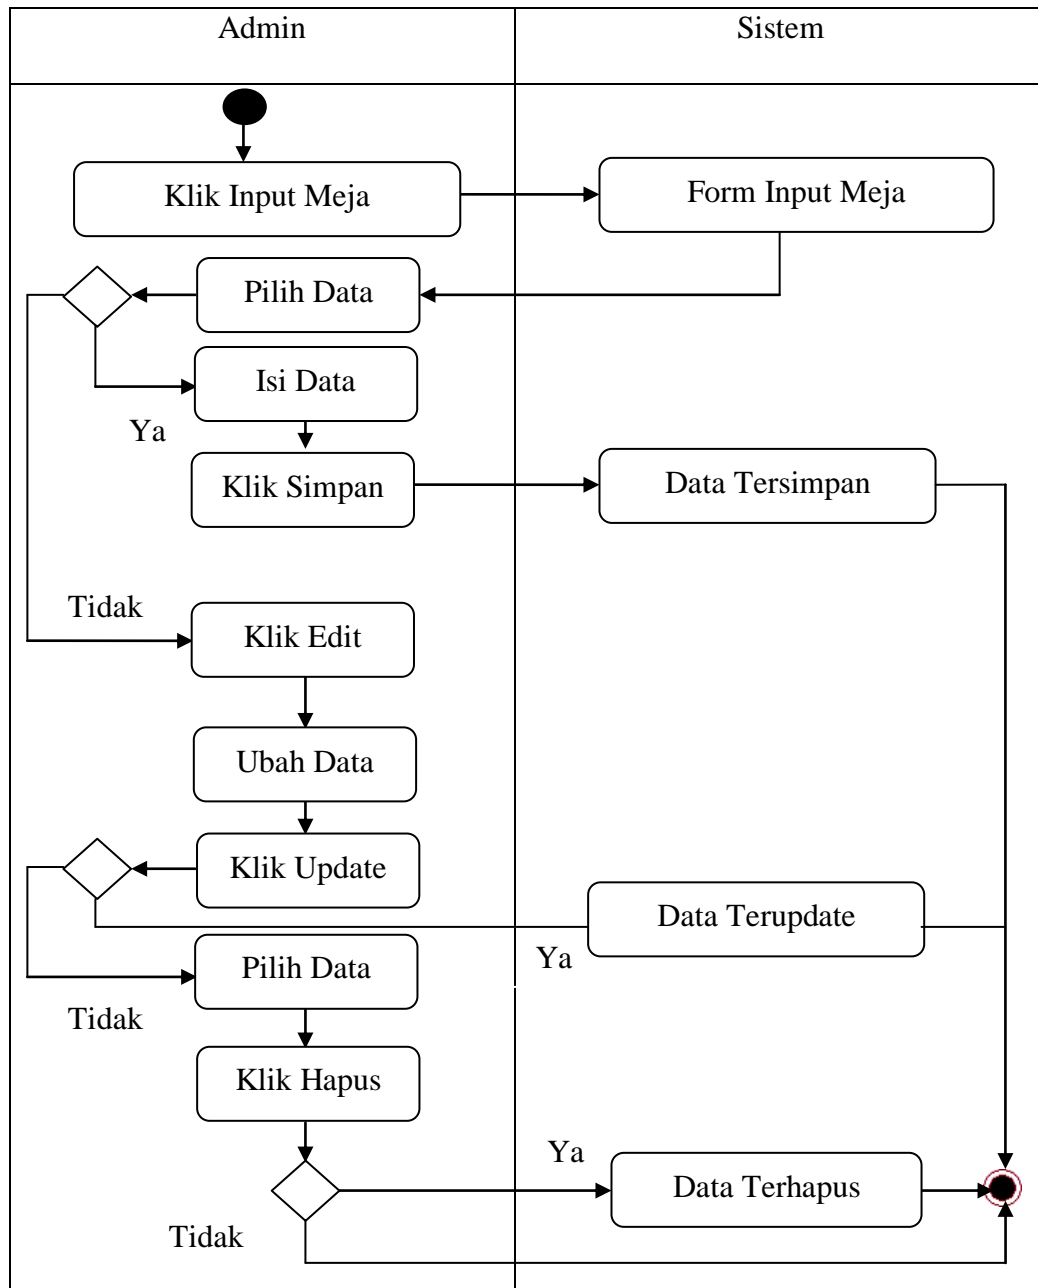 Admin
Sistem
Klik Input Meja
Form Input Meja
Pilih Data
Isi Data
Ya
Klik Simpan
Data Tersimpan
Tidak
Klik Edit
Ubah Data
Klik Update
Data Terupdate
Ya
Pilih Data
Tidak
Klik Hapus
Ya
Data Terhapus
Tidak